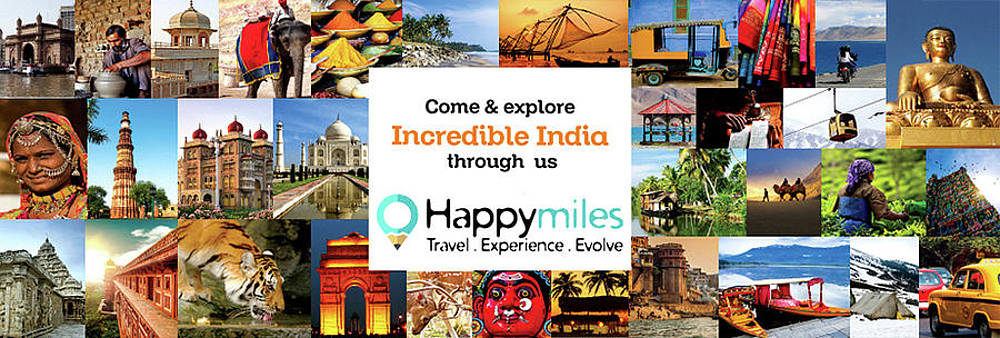 Come & explore
Incredible India
through us
Happymiles
Travel . Experience . Evolve